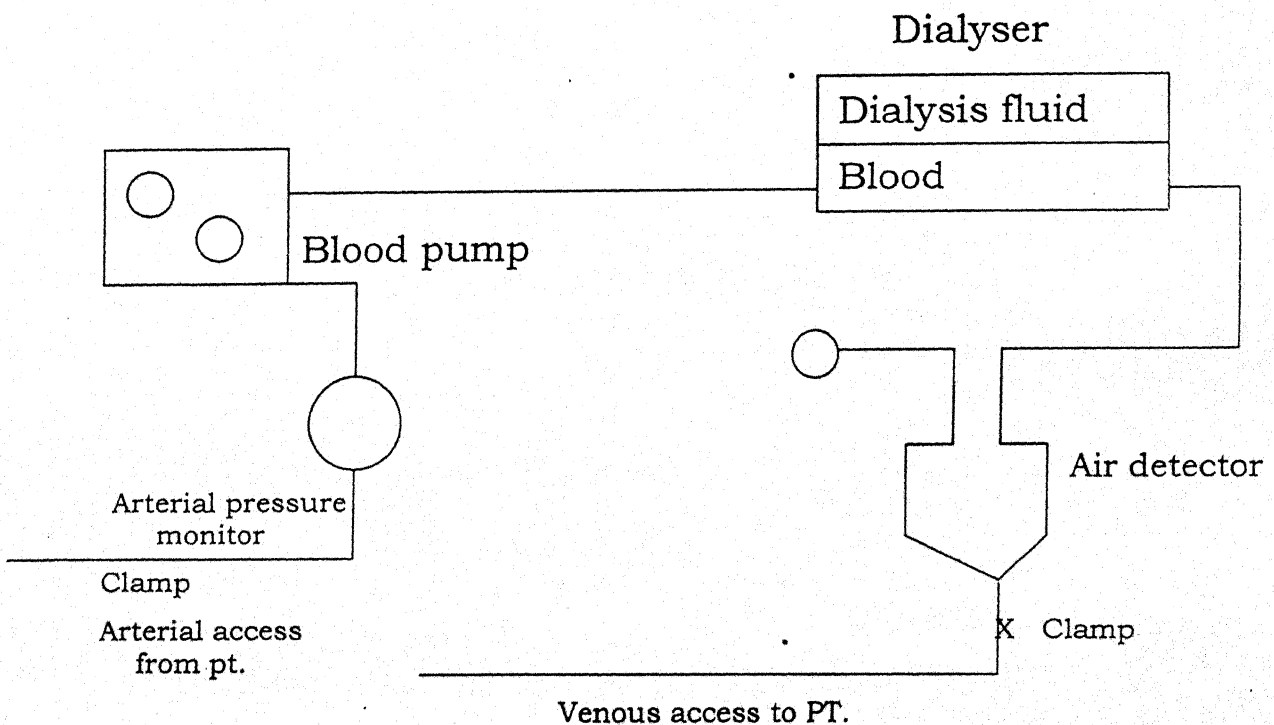 Dialyser
Dialysis fluid
Blood
Blood pump
Air detector
Arterial pressure
monitor
Clamp
Arterial access
from pt.
X Clamp
Venous access to PT.